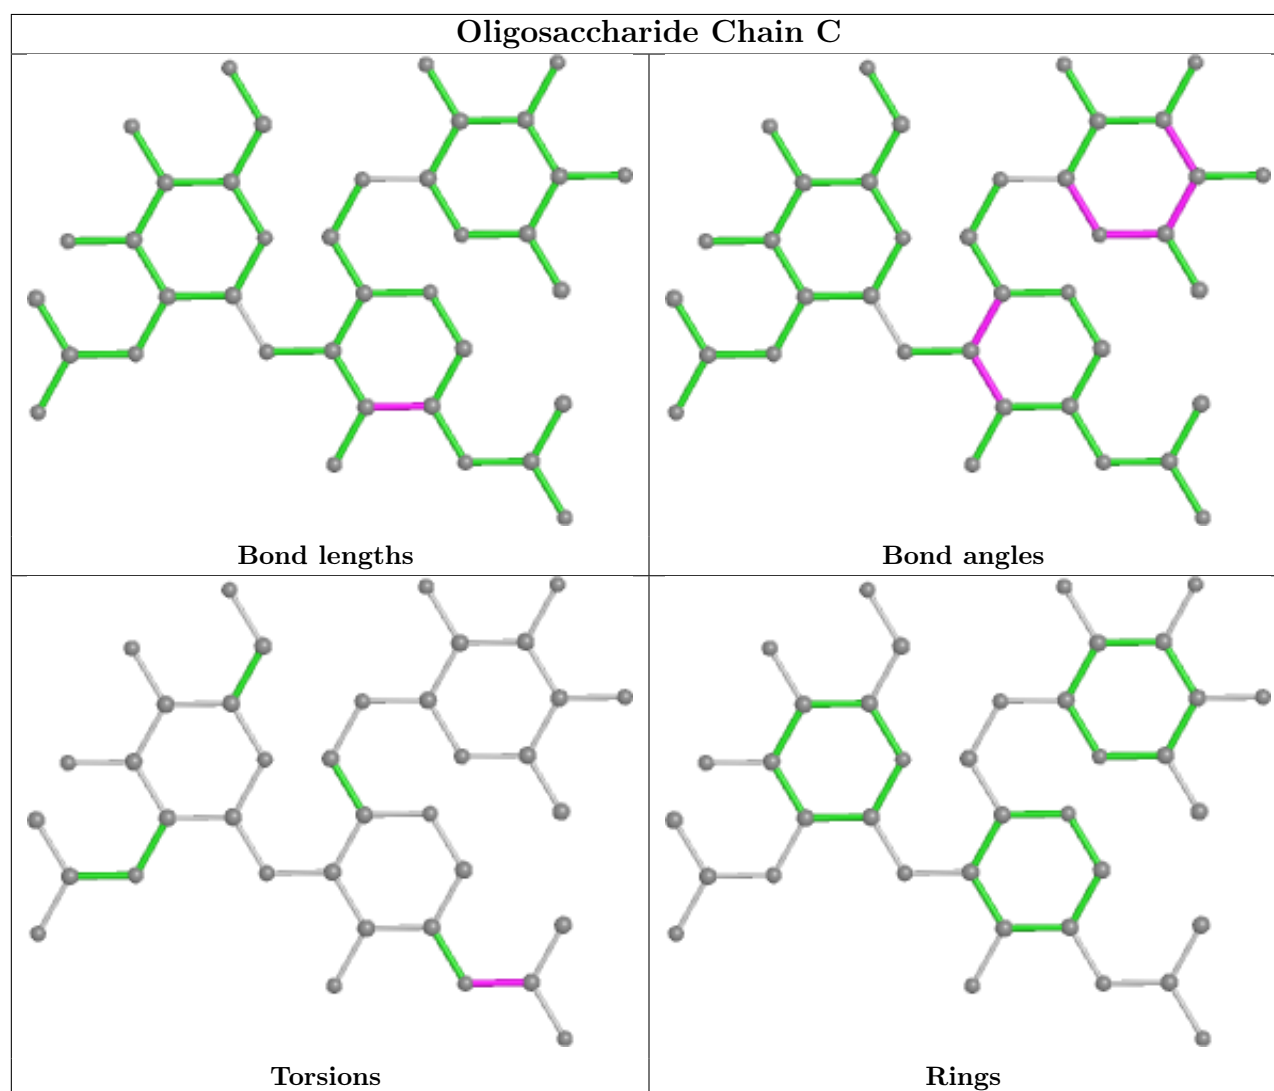 Oligosaccharide Chain C
Bond lengths
Bond angles
Torsions
Rings